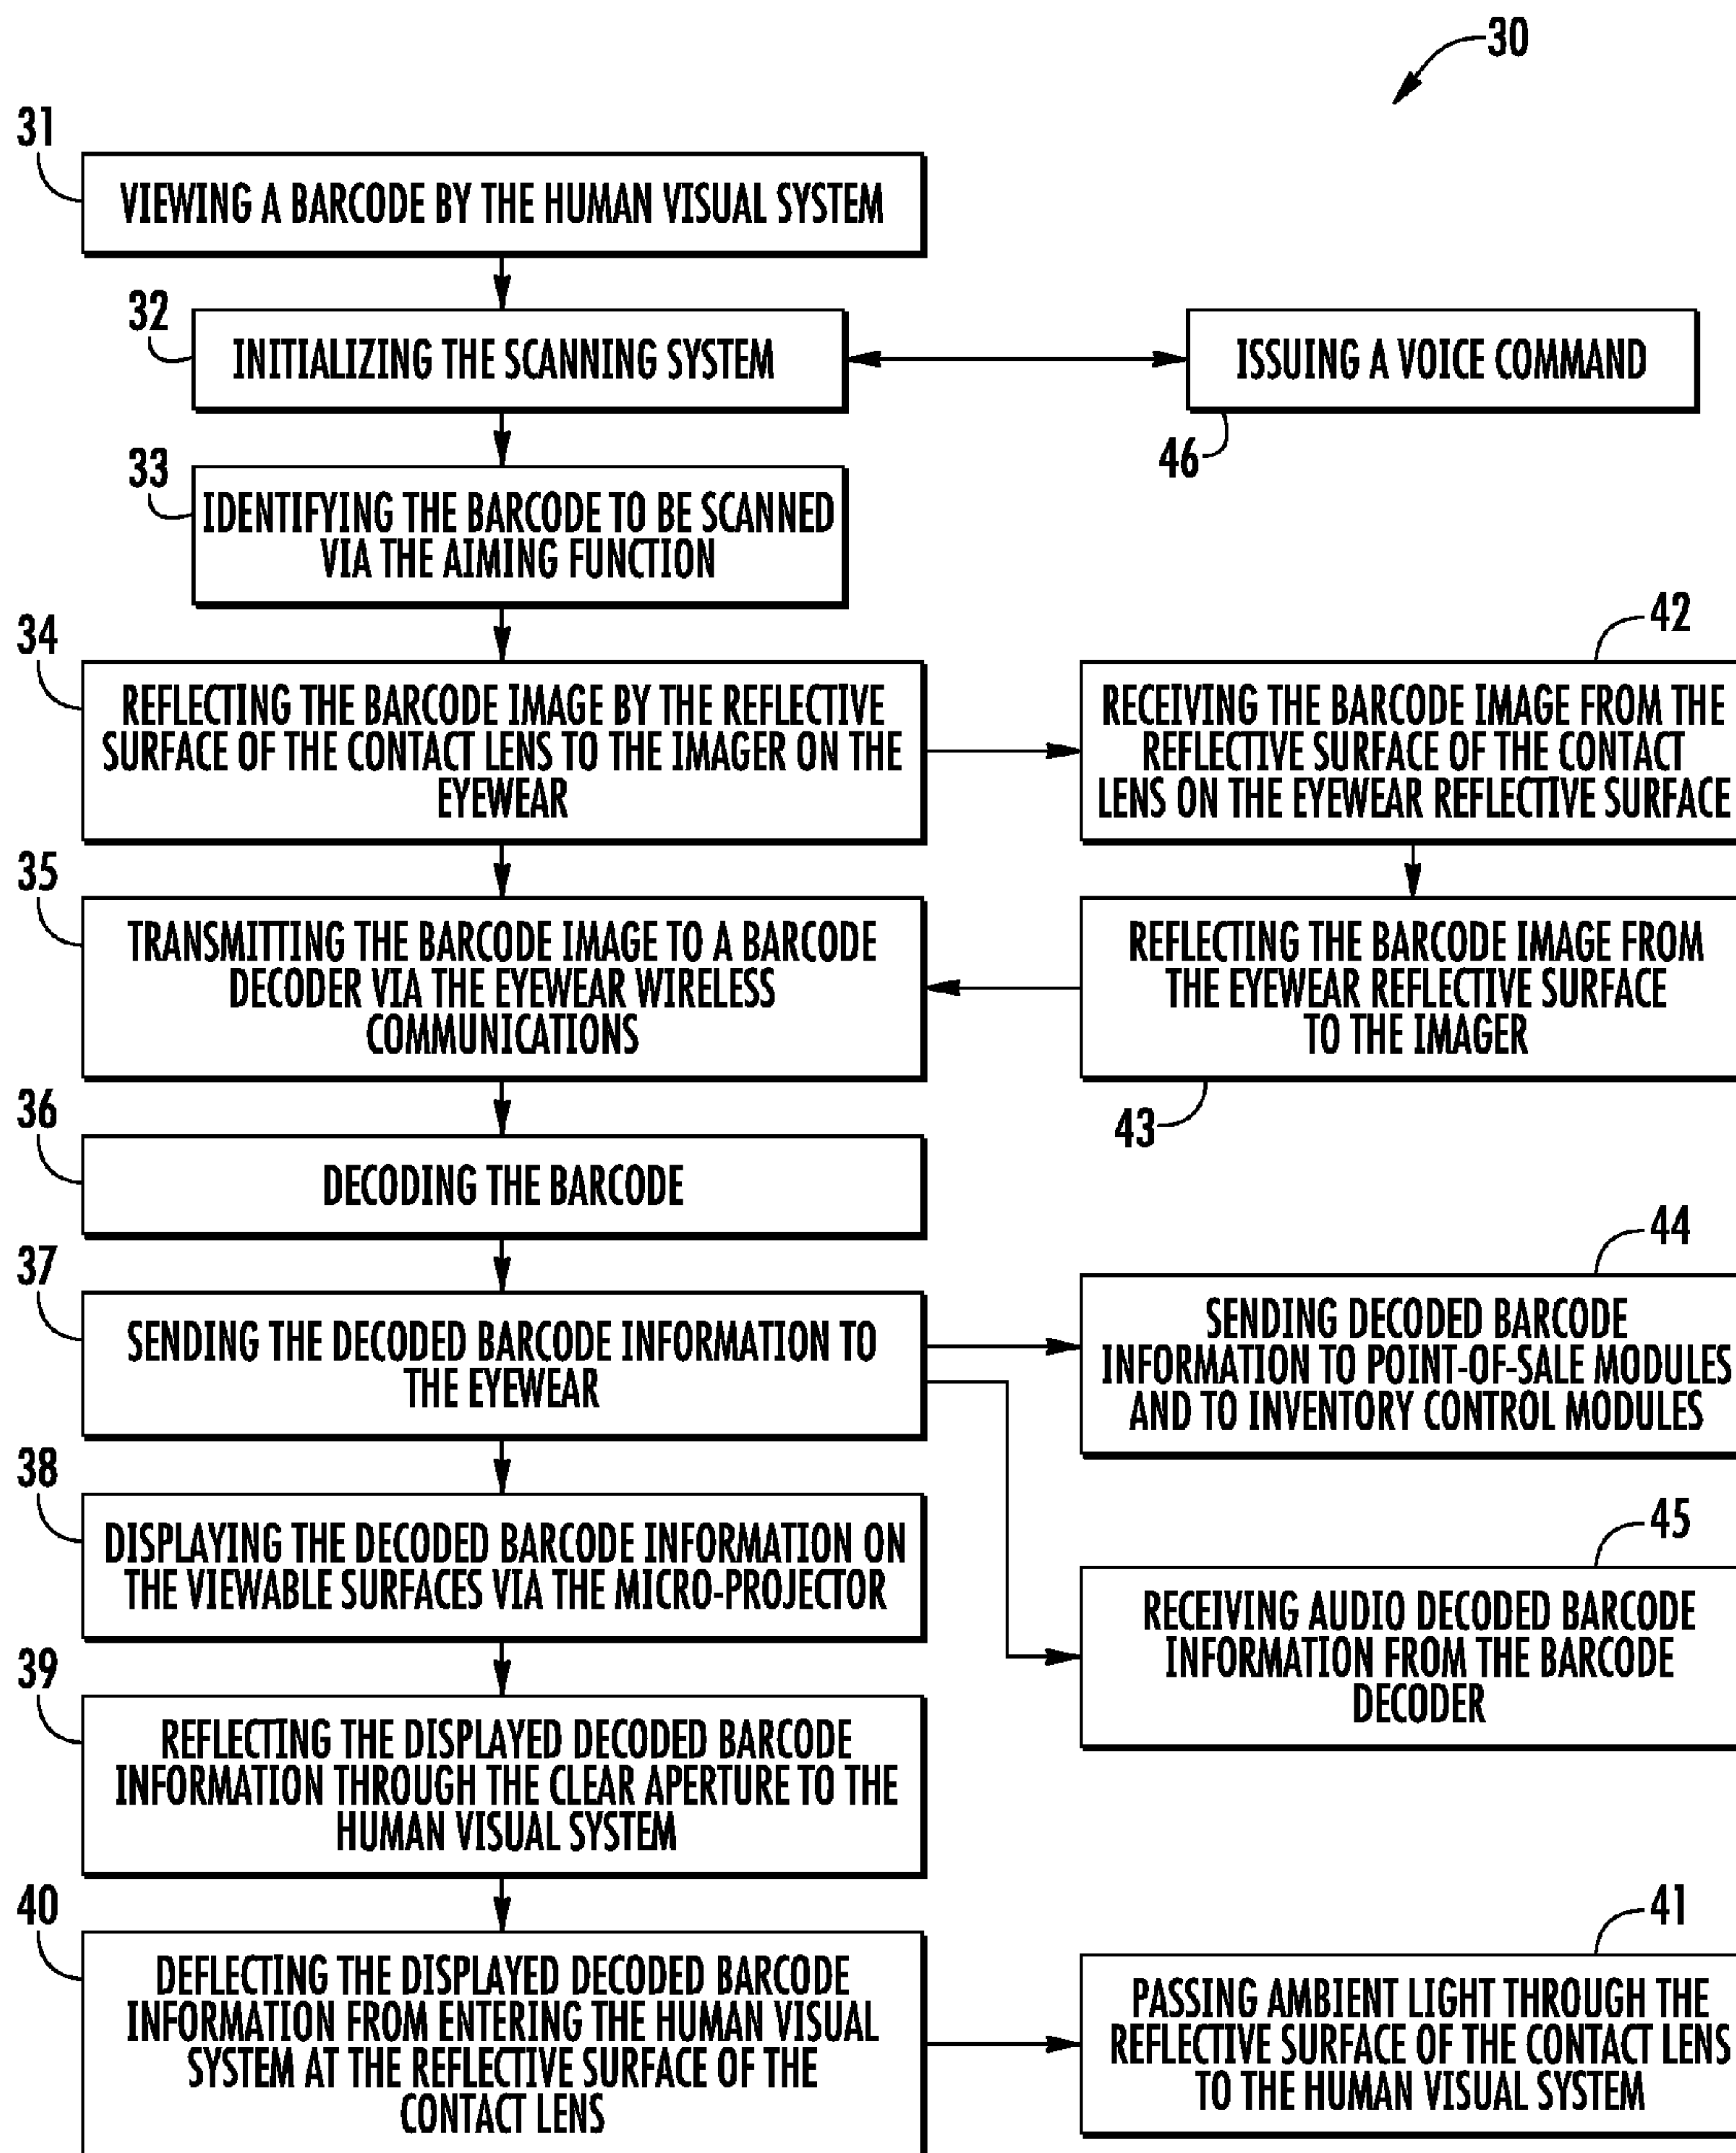 30
31
VIEWING A BARCODE BY THE HUMAN VISUAL SYSTEM
32
INITIALIZING THE SCANNING SYSTEM
ISSUING A VOICE COMMAND
46
33
IDENTIFYING THE BARCODE TO BE SCANNED
VIA THE AIMING FUNCTION
34
REFLECTING THE BARCODE IMAGE BY THE REFLECTIVE
SURFACE OF THE CONTACT LENS TO THE IMAGER ON THE
EYEWEAR
42
RECEIVING THE BARCODE IMAGE FROM THE
REFLECTIVE SURFACE OF THE CONTACT
LENS ON THE EYEWEAR REFLECTIVE SURFACE
35
TRANSMITTING THE BARCODE IMAGE TO A BARCODE
DECODER VIA THE EYEWEAR WIRELESS
COMMUNICATIONS
REFLECTING THE BARCODE IMAGE FROM
THE EYEWEAR REFLECTIVE SURFACE
TO THE IMAGER
43
36
DECODING THE BARCODE
37
SENDING THE DECODED BARCODE INFORMATION TO
THE EYEWEAR
44
SENDING DECODED BARCODE
INFORMATION TO POINT-OF-SALE MODULES
AND TO INVENTORY CONTROL MODULES
38
DISPLAYING THE DECODED BARCODE INFORMATION ON
THE VIEWABLE SURFACES VIA THE MICRO-PROJECTOR
45
RECEIVING AUDIO DECODED BARCODE
INFORMATION FROM THE BARCODE
DECODER
39
REFLECTING THE DISPLAYED DECODED BARCODE
INFORMATION THROUGH THE CLEAR APERTURE TO THE
HUMAN VISUAL SYSTEM
40
DEFLECTING THE DISPLAYED DECODED BARCODE
INFORMATION FROM ENTERING THE HUMAN VISUAL
SYSTEM AT THE REFLECTIVE SURFACE OF THE
CONTACT LENS
41
PASSING AMBIENT LIGHT THROUGH THE
REFLECTIVE SURFACE OF THE CONTACT LENS
TO THE HUMAN VISUAL SYSTEM